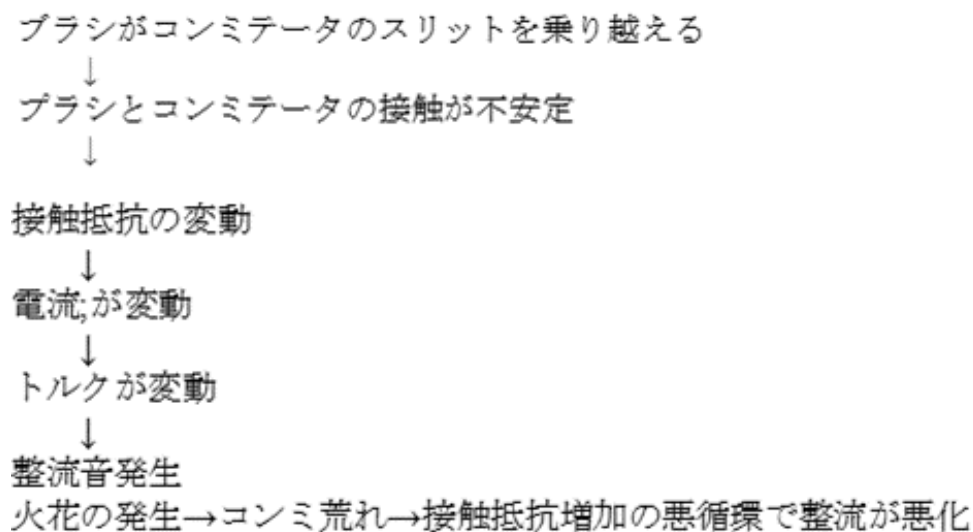 ブラシがコンミテータのスリットを乗り越える
↓
ブラシとコンミテータの接触が不安定
↓
接触抵抗の変動
↓
電流;が変動
↓
トルクが変動
↓
整流音発生
火花の発生→コンミ荒れ→接触抵抗増加の悪循環で整流が悪化